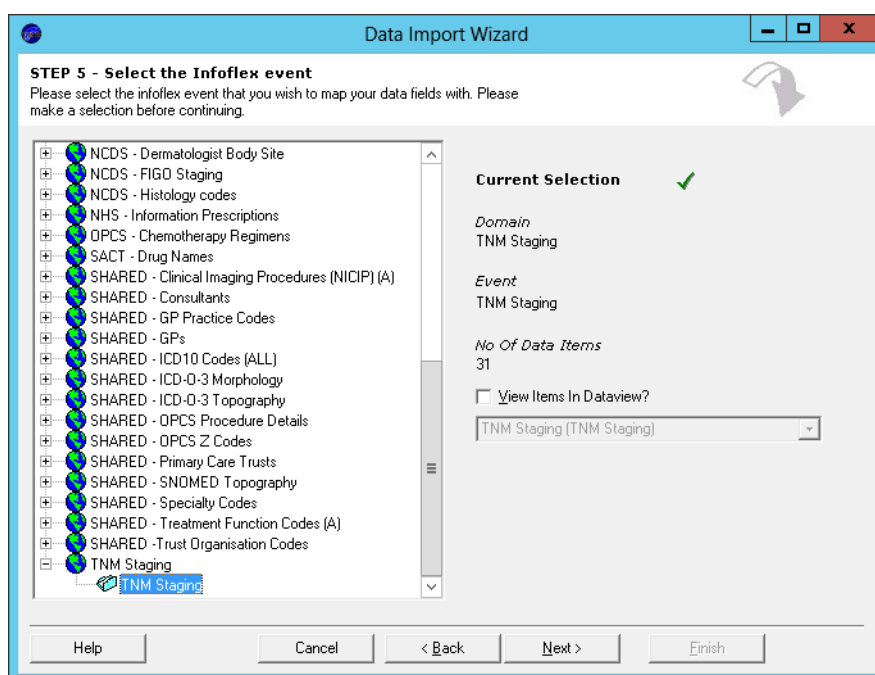 Data Import Wizard
STEP 5 - Select the Infoflex event
Please select the infoflex event that you wish to map your data fields with. Please
make a selection before continuing.
NCDS - Dermatologist Body Site
NCDS - FIGO Staging
NCDS - Histology codes
NHS - Information Prescriptions
OPCS - Chemotherapy Regimens
SACT - Drug Names
SHARED - Clinical Imaging Procedures (NICIP) (A)
SHARED - Consultants
SHARED - GP Practice Codes
SHARED - GPs
SHARED - ICD10 Codes (ALL)
SHARED - ICD-O-3 Morphology
SHARED - ICD-O-3 Topography
SHARED - OPCS Procedure Details
SHARED - OPCS Z Codes
SHARED - Primary Care Trusts
SHARED - SNOMED Topography
SHARED - Specialty Codes
SHARED - Treatment Function Codes (A)
SHARED -Trust Organisation Codes
TNM Staging
TNM Staging
Current Selection
Domain
TNM Staging
Event
TNM Staging
No Of Data Items
31
View Items In Dataview?
TNM Staging (TNM Staging)
Help
Cancel
< Back
Next >
Finish